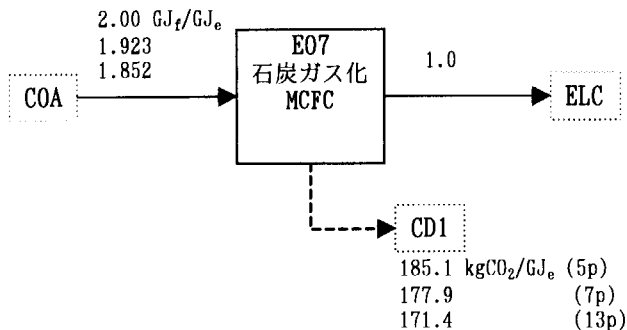 2.00 GJf/GJe
1.923
1.852
COA
E07
石炭ガス化
MCFC
1.0
ELC
CD1
185.1 kgCO2/GJe (5p)
177.9 (7p)
171.4 (13p)